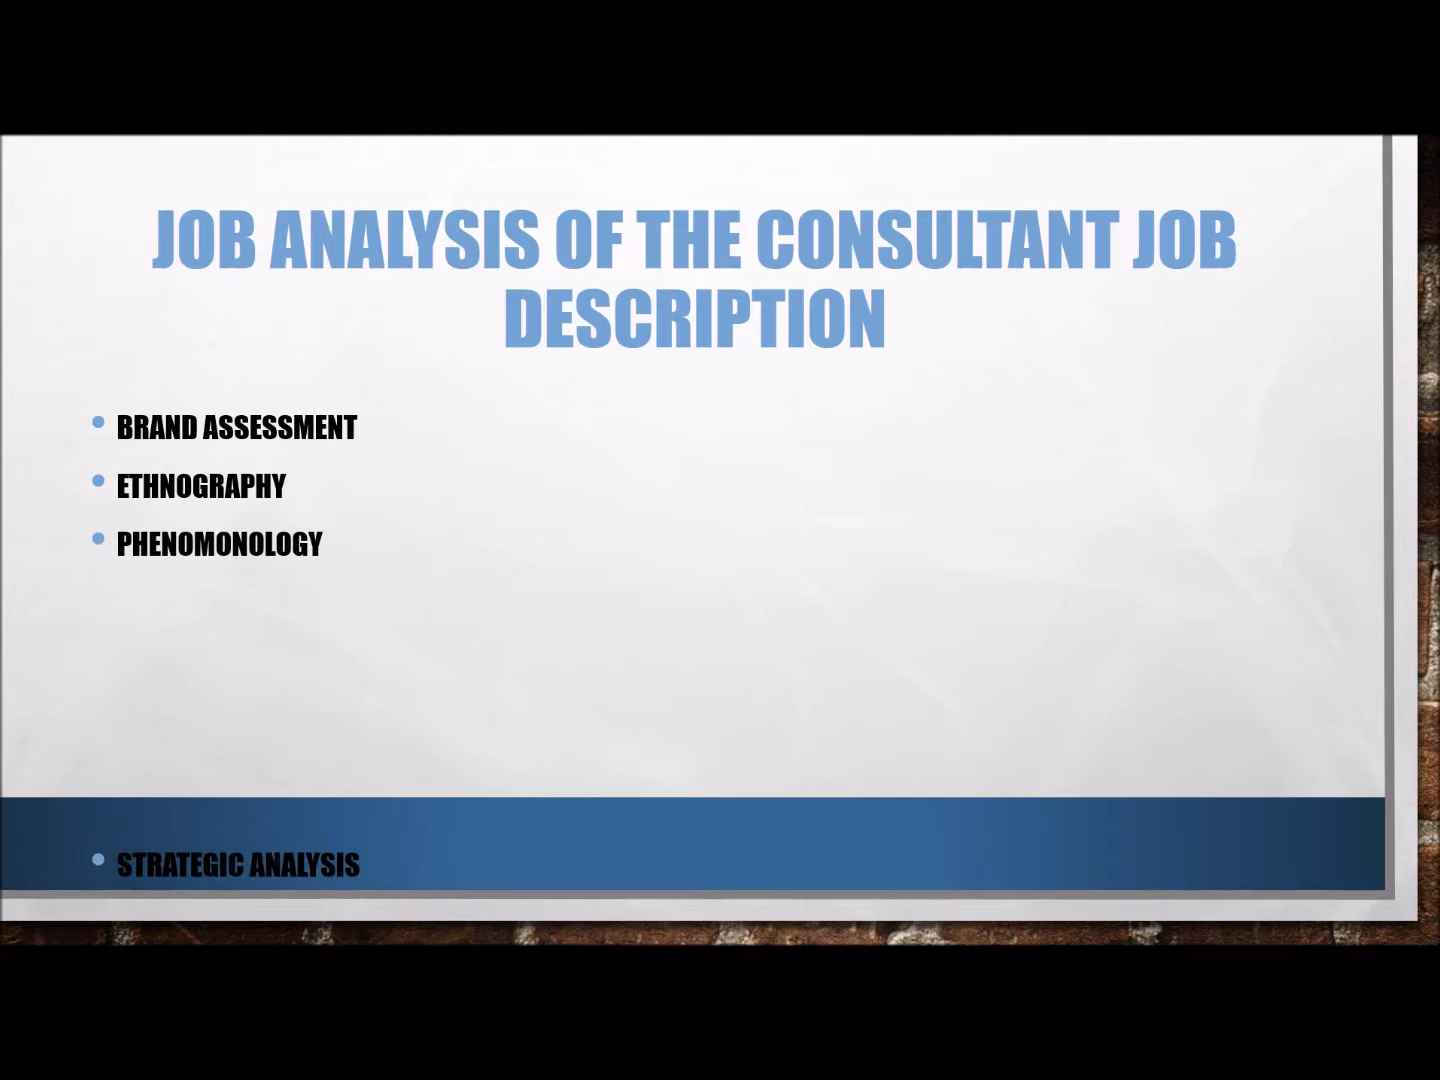 JOB ANALYSIS OF THE CONSULTANT JOB
DESCRIPTION
• BRAND ASSESSMENT
• ETHNOGRAPHY
• PHENOMONOLOGY
• STRATEGIC ANALYSIS